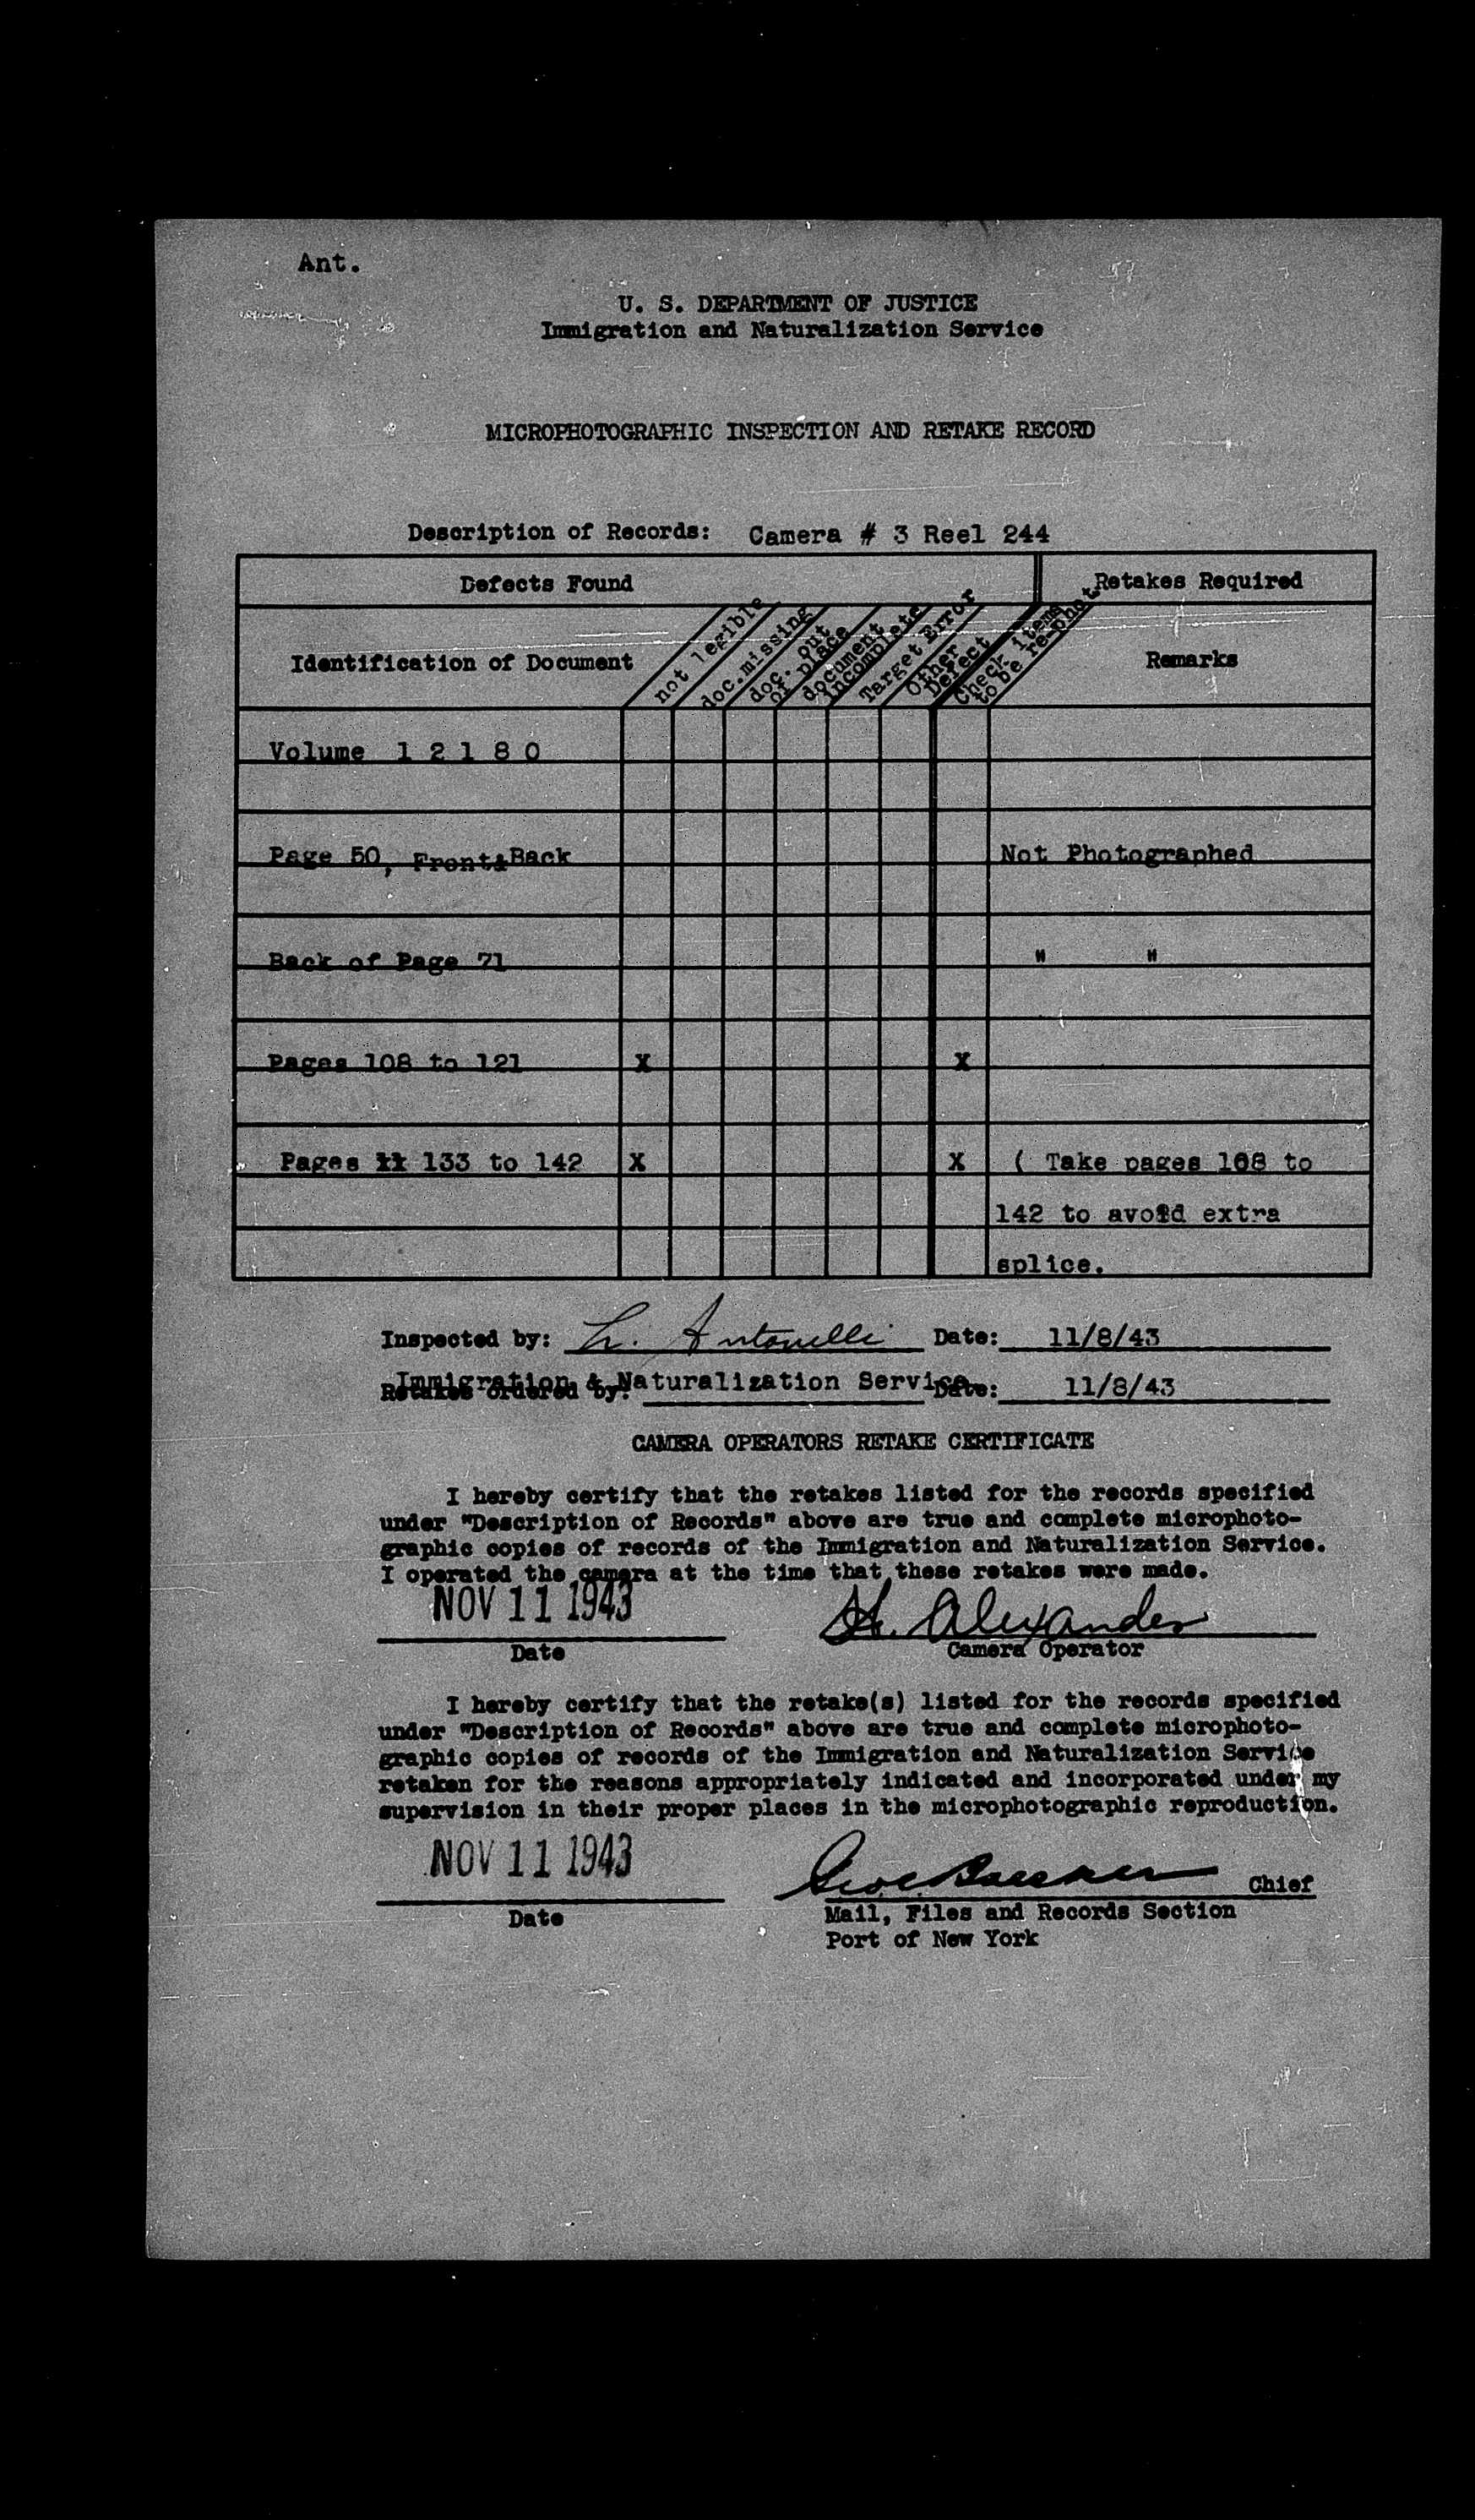 Ant.
U. S. DEPARTMENT OF JUSTICE
Immigration and Naturalization Service
MICROPHOTOGRAPHIC INSPECTION AND RETAKE RECORD
Description of Records: Camera # 3 Reel 244
Defects Found
Retakes Required
Identification of Document
not legible
doc.missing
doc. out
of place
document
incomplete
Target Error
Other
Defect
Check items
to be re-phot
Remarks
Volume 1 2 1 8 0
Page 50, Front&Back Not Photographed
Back of Page 71 " "
Pages 108 to 121 X X
Pages 133 to 142 X X ( Take pages 108 to
142 to avoid extra
splice.
Inspected by: L. Antonelli Date: 11/8/43
Retakes ordered by: Immigration & Naturalization Service Date: 11/8/43
CAMERA OPERATORS RETAKE CERTIFICATE
I hereby certify that the retakes listed for the records specified
under "Description of Records" above are true and complete microphoto-
graphic copies of records of the Immigration and Naturalization Service.
I operated the camera at the time that these retakes were made.
NOV 11 1943 H. Alexander
Date Camera Operator
I hereby certify that the retake(s) listed for the records specified
under "Description of Records" above are true and complete microphoto-
graphic copies of records of the Immigration and Naturalization Service
retaken for the reasons appropriately indicated and incorporated under my
supervision in their proper places in the microphotographic reproduction.
NOV 11 1943 Chief
Date Mail, Files and Records Section
Port of New York